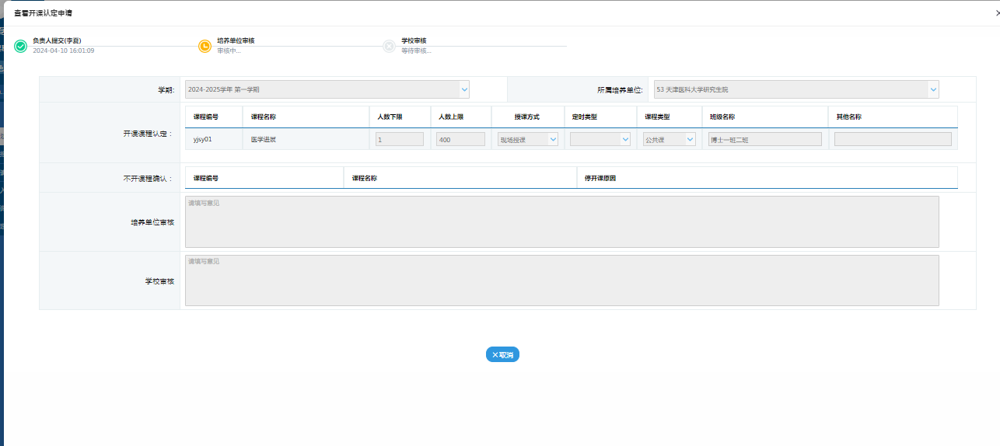 查看开课认定申请
负责人提交(李夏)
2024-04-10 16:01:09
培养单位审核
审核中...
学校审核
等待审核...
学期:
2024-2025学年 第一学期
所属培养单位:
53 天津医科大学研究生院
开课课程认定：
课程编号 课程名称 人数下限 人数上限 授课方式 定时类型 课程类型 班级名称 其他名称
yjsy01 医学进展 1 400 现场授课 公共课 博士一班二班
不开课程确认：
课程编号 课程名称 停开课原因
培养单位审核
请填写意见
学校审核
请填写意见
取消